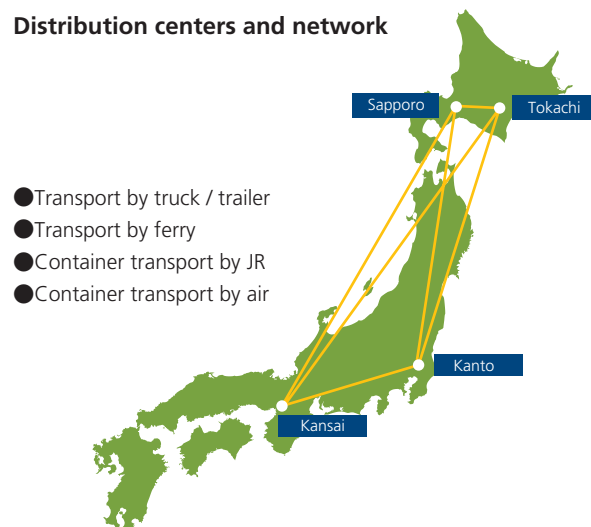 Distribution centers and network
Sapporo
Tokachi
●Transport by truck / trailer
●Transport by ferry
●Container transport by JR
●Container transport by air
Kanto
Kansai